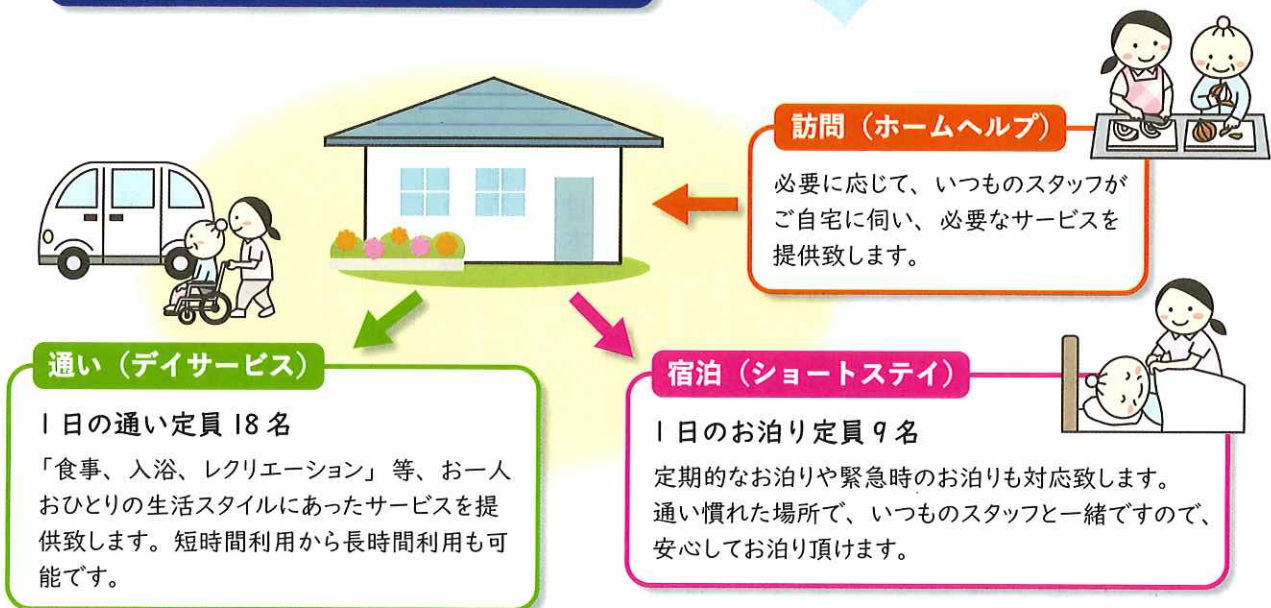 訪問（ホームヘルプ）
必要に応じて、いつものスタッフが
ご自宅に伺い、必要なサービスを
提供致します。
通い（デイサービス）
1日の通い定員18名
「食事、入浴、レクリエーション」等、お一人
おひとりの生活スタイルにあったサービスを提
供致します。短時間利用から長時間利用も可
能です。
宿泊（ショートステイ）
1日のお泊り定員9名
定期的なお泊りや緊急時のお泊りも対応致します。
通い慣れた場所で、いつものスタッフと一緒ですので、
安心してお泊り頂けます。